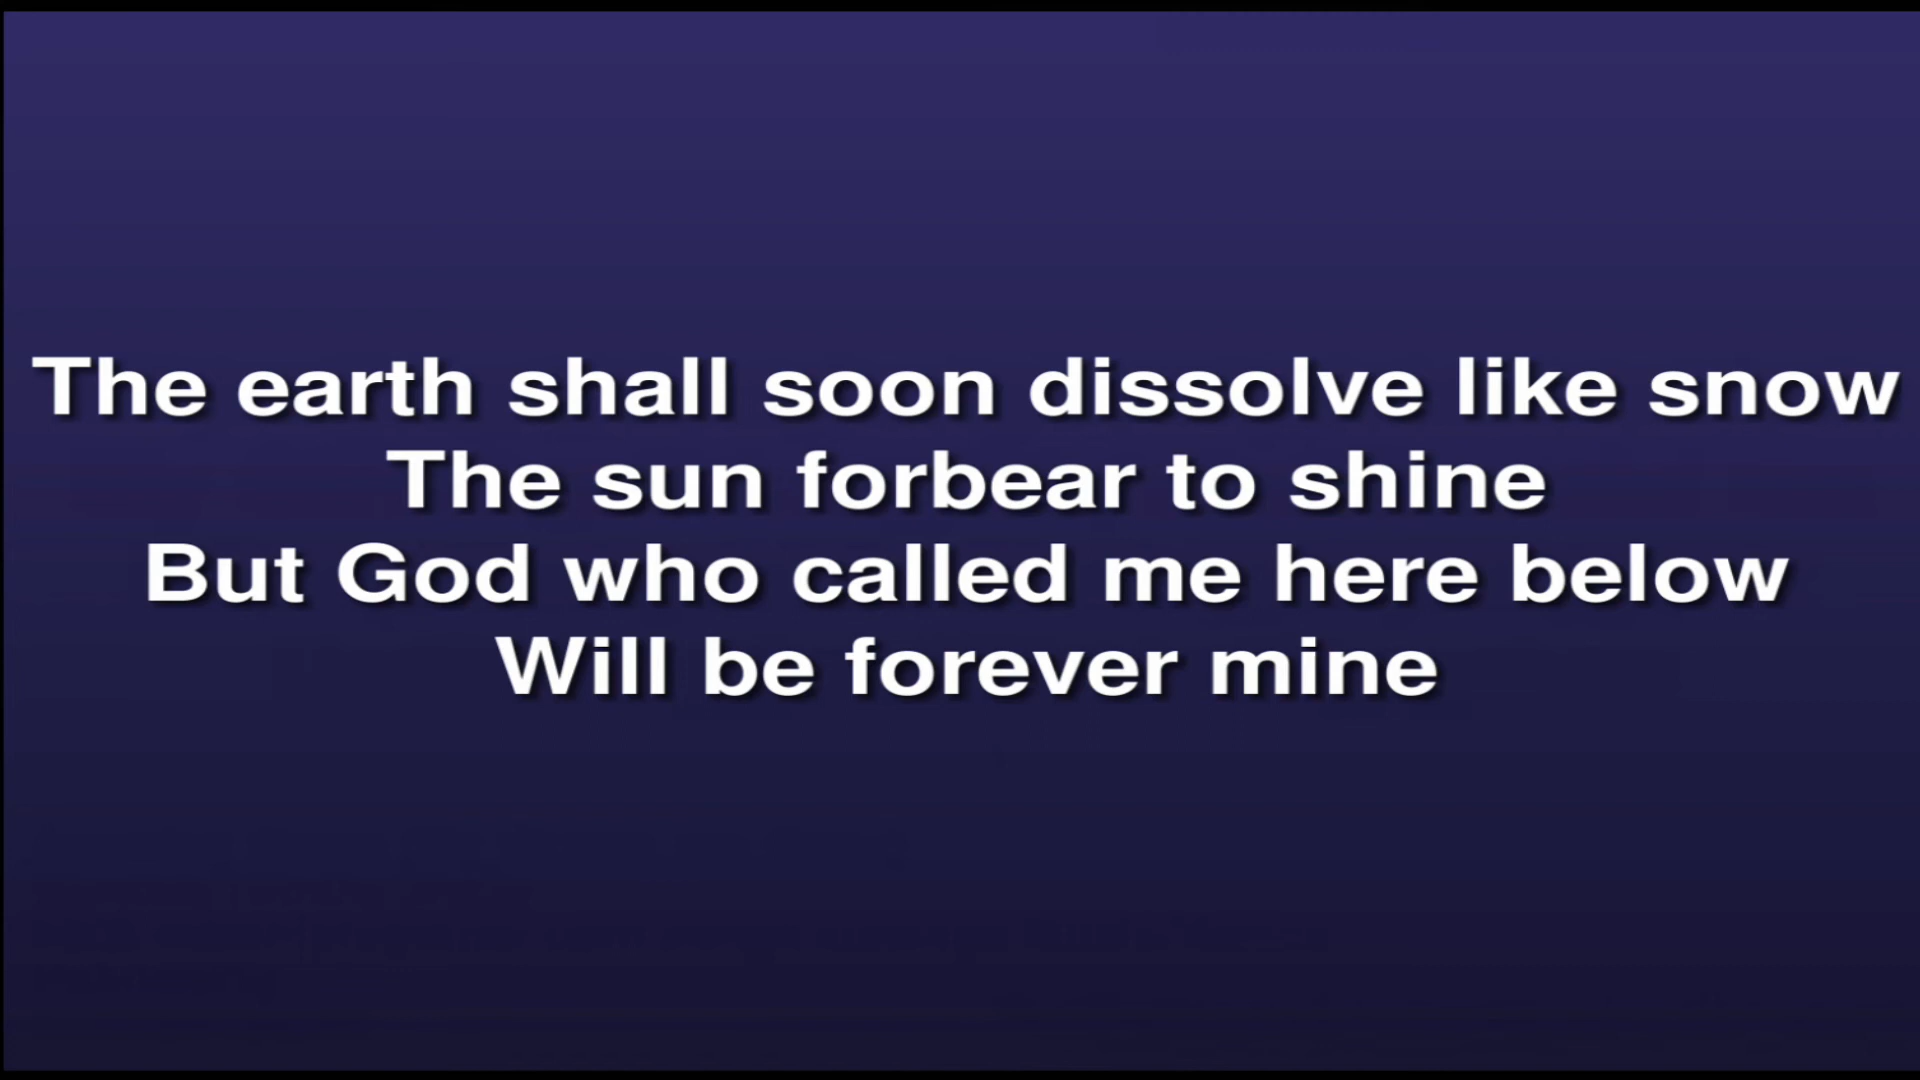 The earth shall soon dissolve like snow
The sun forbear to shine
But God who called me here below
Will be forever mine